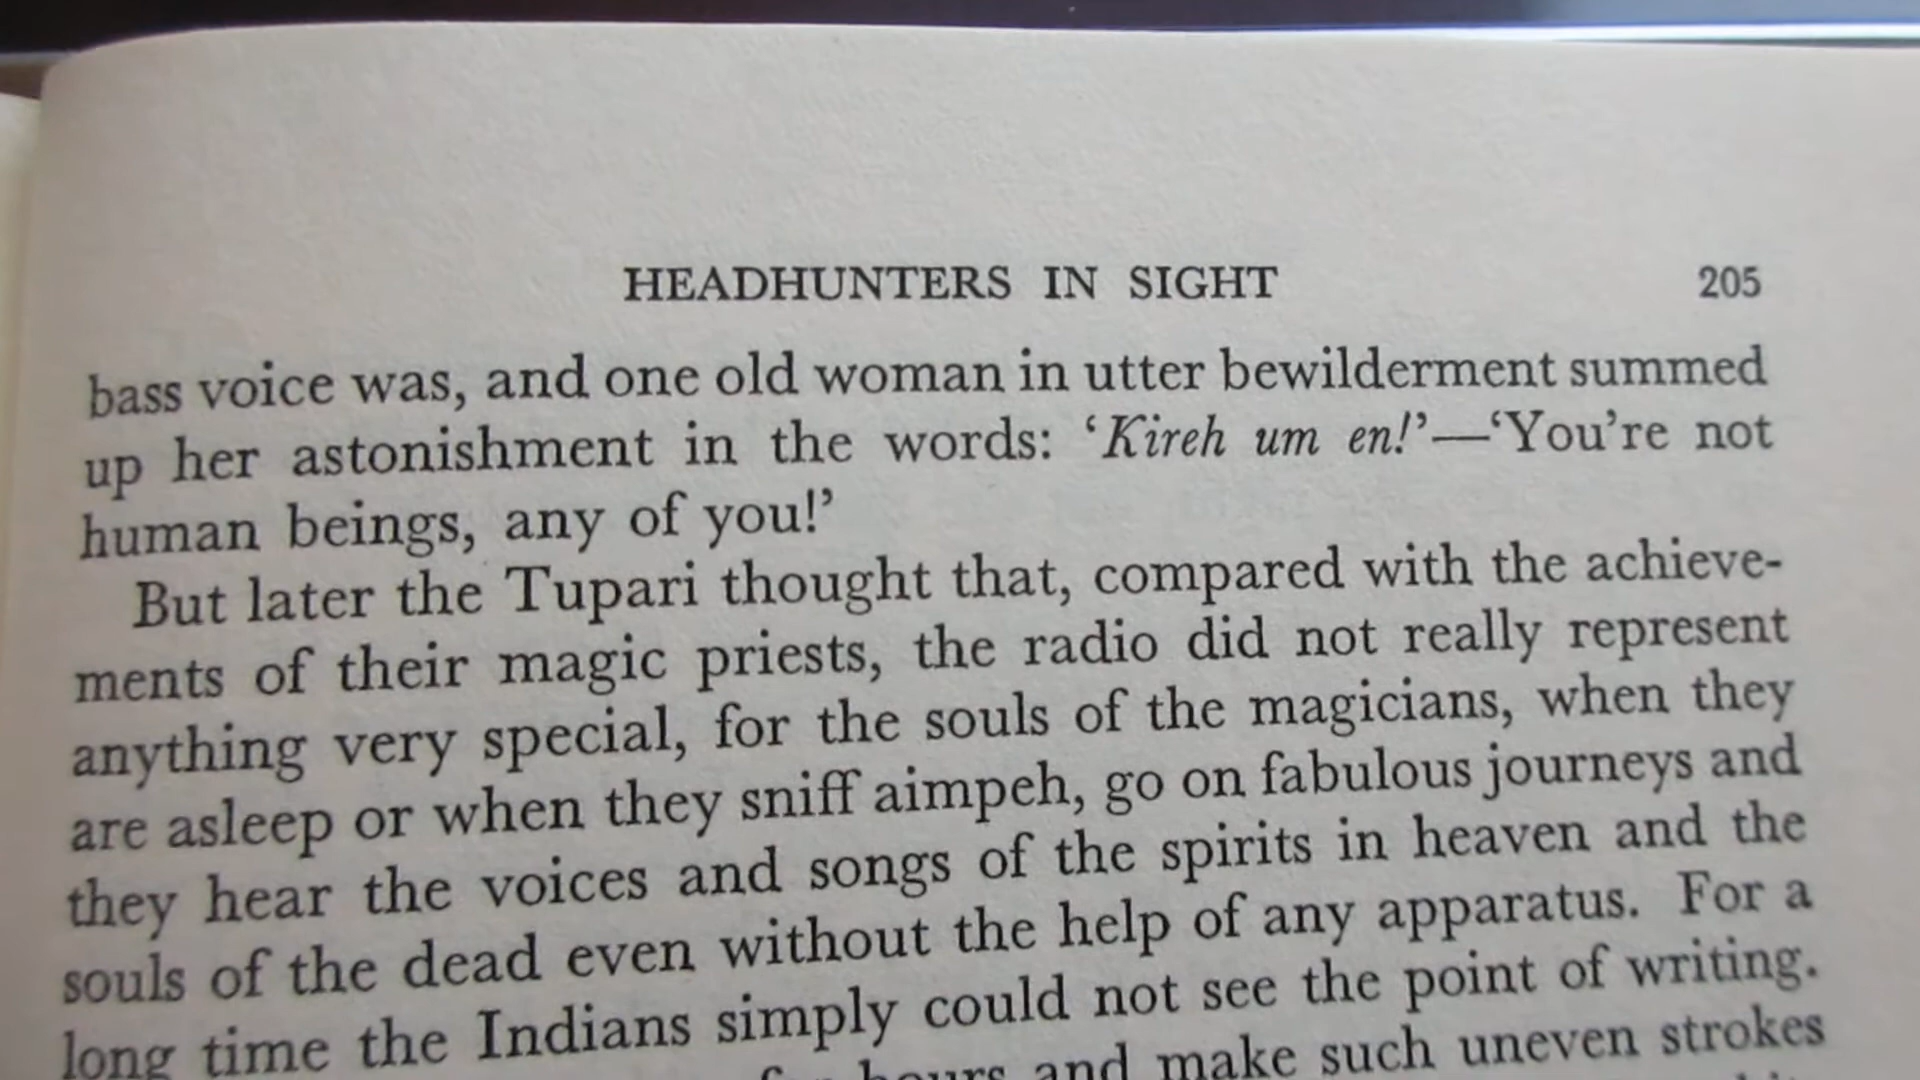 HEADHUNTERS IN SIGHT 205
bass voice was, and one old woman in utter bewilderment summed
up her astonishment in the words: ‘Kireh um en!’—‘You’re not
human beings, any of you!’
But later the Tupari thought that, compared with the achieve-
ments of their magic priests, the radio did not really represent
anything very special, for the souls of the magicians, when they
are asleep or when they sniff aimpeh, go on fabulous journeys and
they hear the voices and songs of the spirits in heaven and the
souls of the dead even without the help of any apparatus. For a
long time the Indians simply could not see the point of writing.
hours and make such uneven strokes